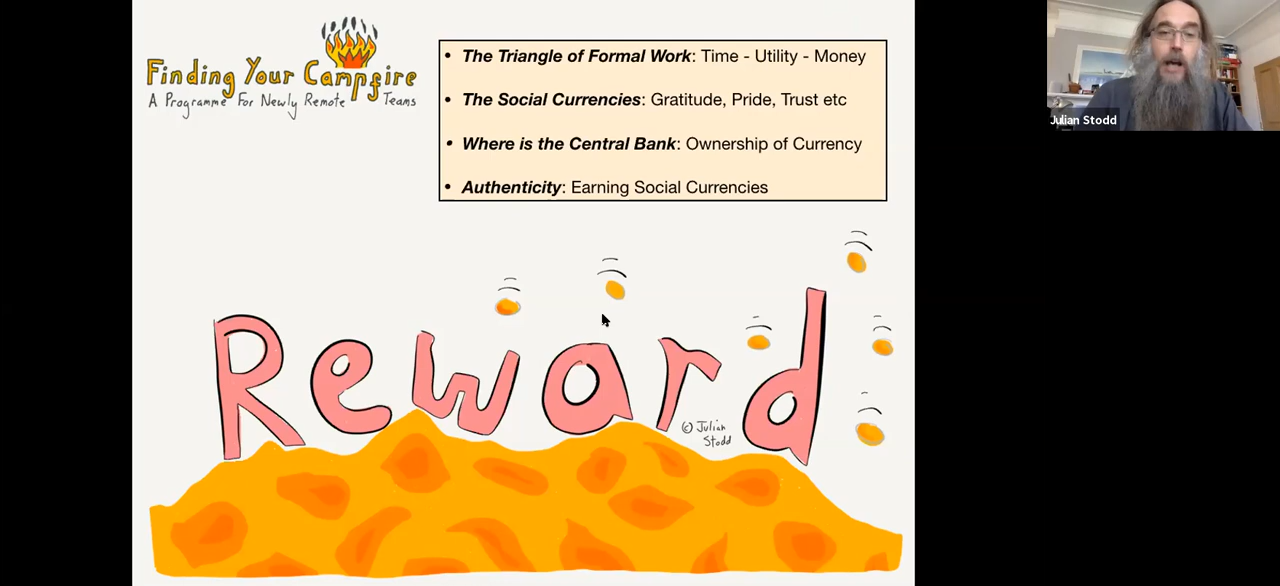 Finding Your Campfire
A Programme For Newly Remote Teams
• The Triangle of Formal Work: Time - Utility - Money
• The Social Currencies: Gratitude, Pride, Trust etc
• Where is the Central Bank: Ownership of Currency
• Authenticity: Earning Social Currencies
Julian Stodd
Reward
© Julian
Stodd